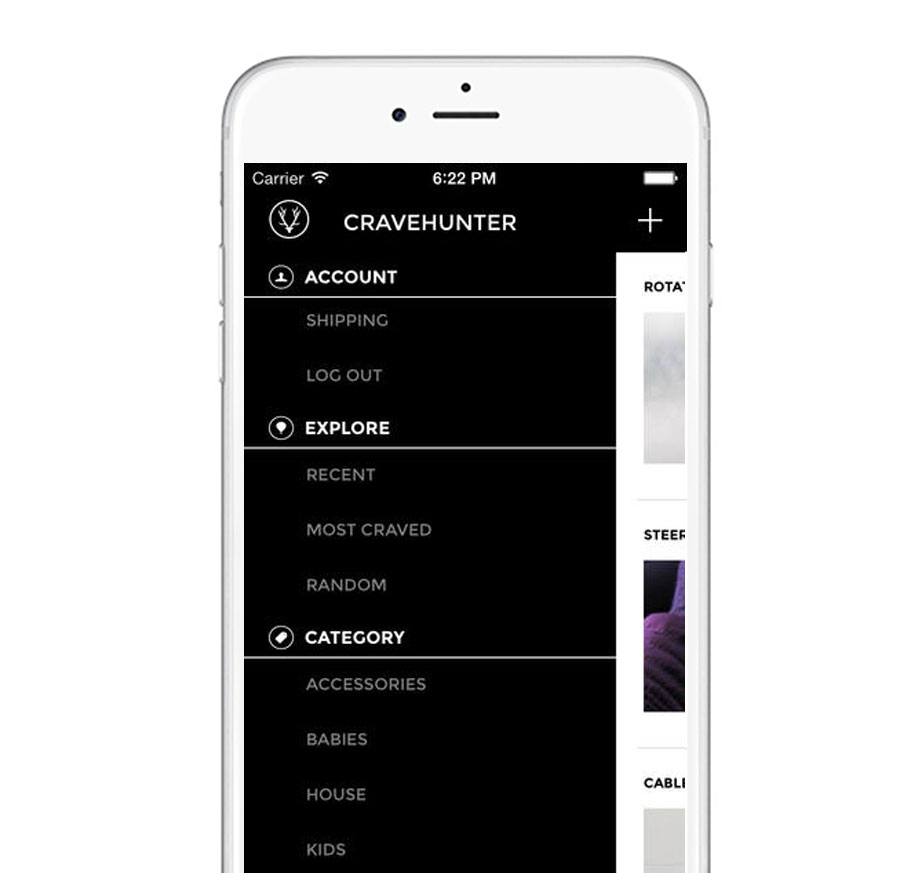 Carrier 6:22 PM
CRAVEHUNTER
ACCOUNT
SHIPPING
LOG OUT
EXPLORE
RECENT
MOST CRAVED
RANDOM
CATEGORY
ACCESSORIES
BABIES
HOUSE
KIDS
ROTAT
STEER
CABLE